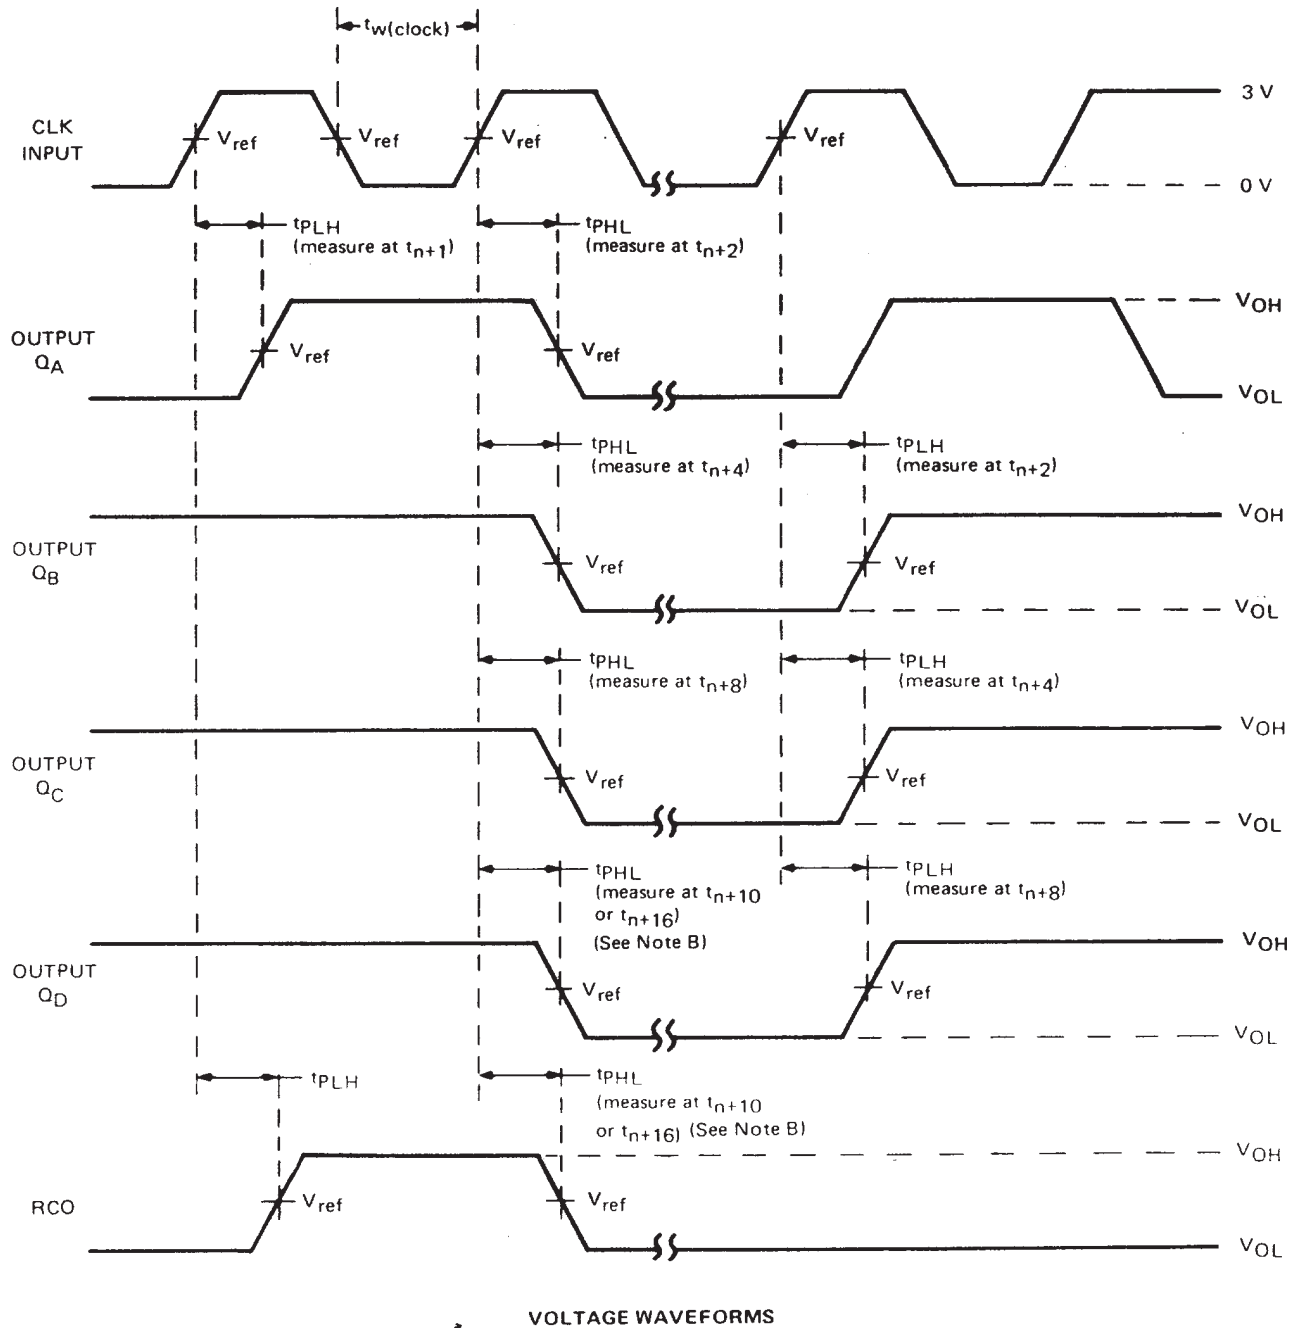 tw(clock)
3 V
CLK
INPUT
Vref
Vref
Vref
Vref
0 V
tPLH
(measure at tn+1)
tPHL
(measure at tn+2)
VOH
OUTPUT
QA
Vref
Vref
VOL
tPHL
(measure at tn+4)
tPLH
(measure at tn+2)
VOH
OUTPUT
QB
Vref
Vref
VOL
tPHL
(measure at tn+8)
tPLH
(measure at tn+4)
VOH
OUTPUT
QC
Vref
Vref
VOL
tPHL
(measure at tn+10
or tn+16)
(See Note B)
tPLH
(measure at tn+8)
VOH
OUTPUT
QD
Vref
Vref
VOL
tPLH
tPHL
(measure at tn+10
or tn+16) (See Note B)
VOH
RCO
Vref
Vref
VOL
VOLTAGE WAVEFORMS